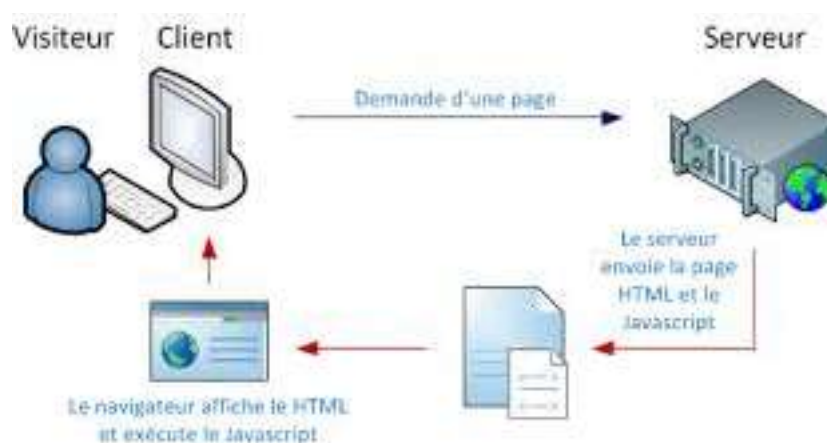 Visiteur
Client
Serveur
Demande d'une page
Le serveur
envoie la page
HTML et le
Javascript
Le navigateur affiche le HTML
et exécute le Javascript